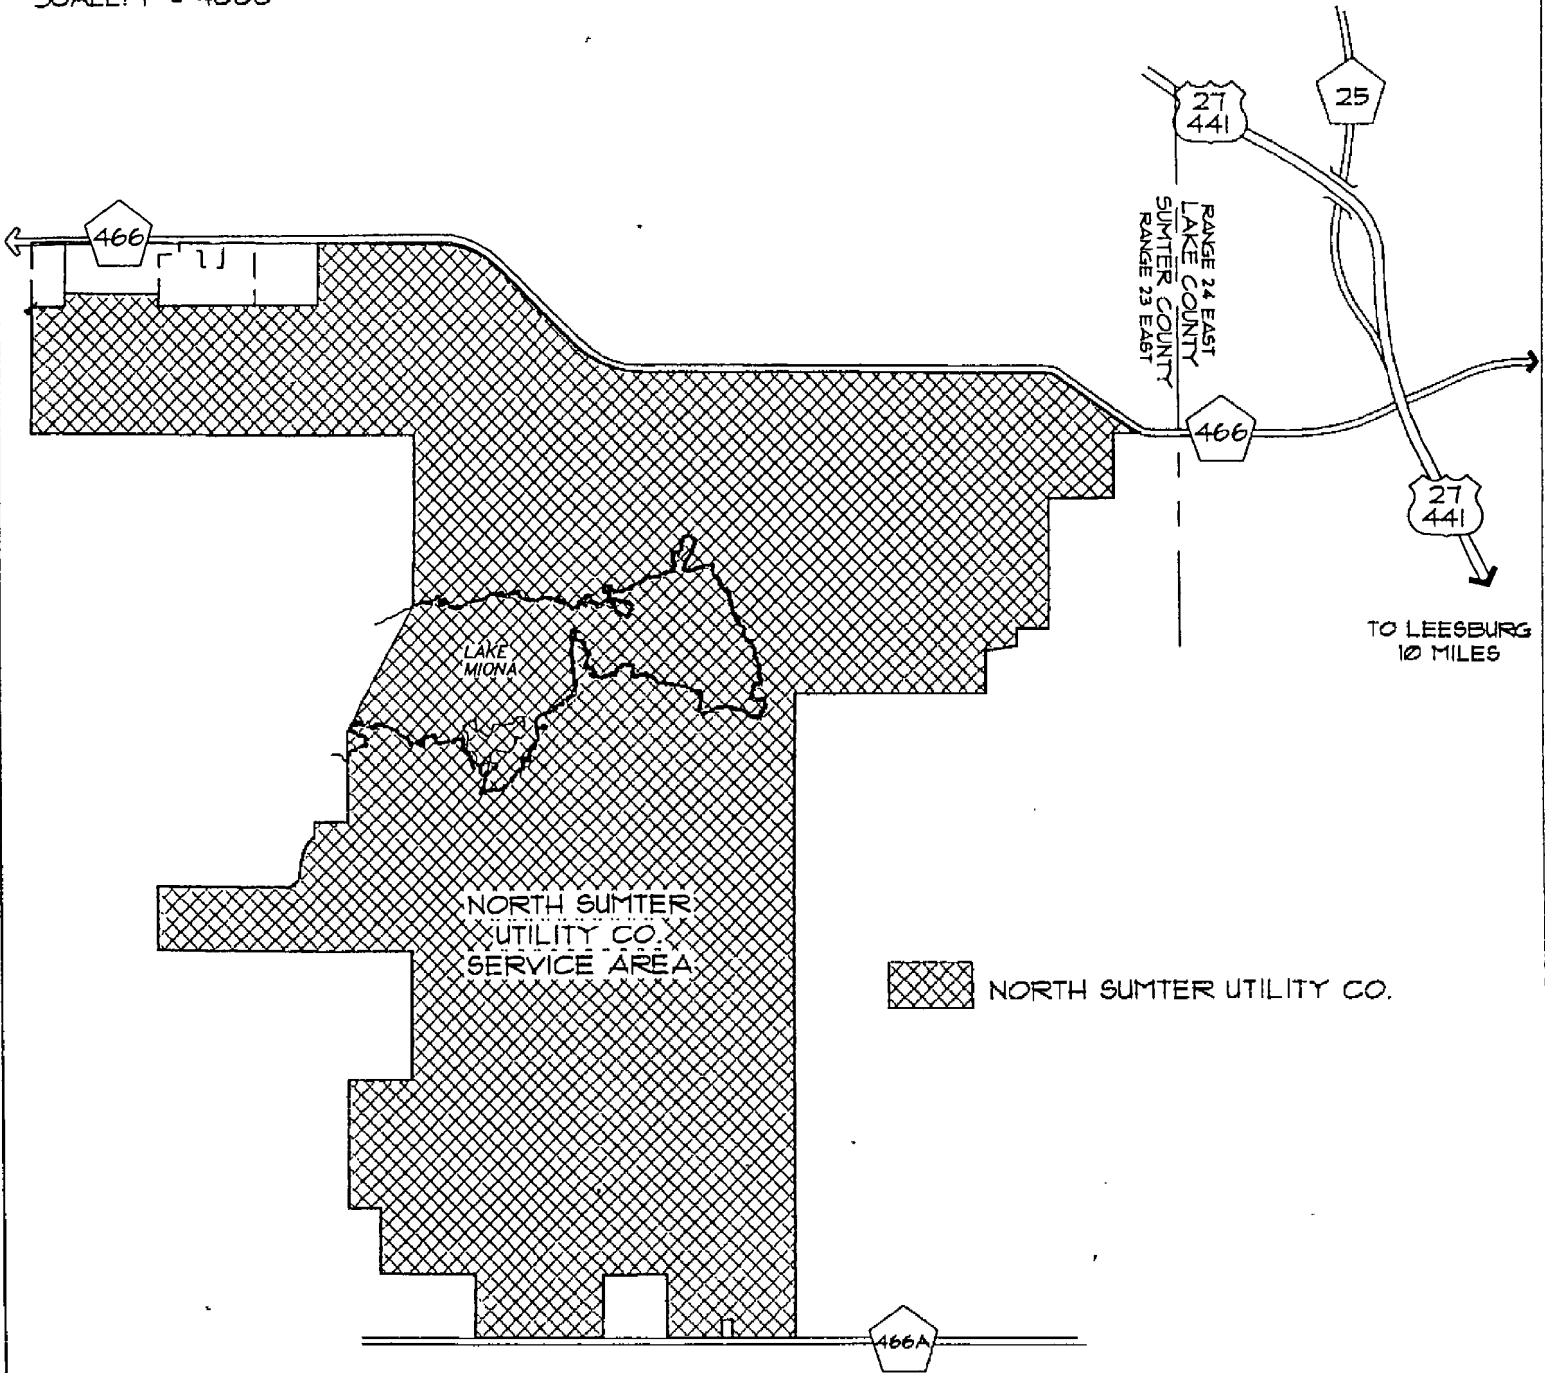 27
441
25
466
RANGE 24 EAST
LAKE COUNTY
SUMTER COUNTY
RANGE 23 EAST
466
27
441
TO LEESBURG
10 MILES
LAKE
MIONA
NORTH SUMTER
UTILITY CO.
SERVICE AREA
NORTH SUMTER UTILITY CO.
466A